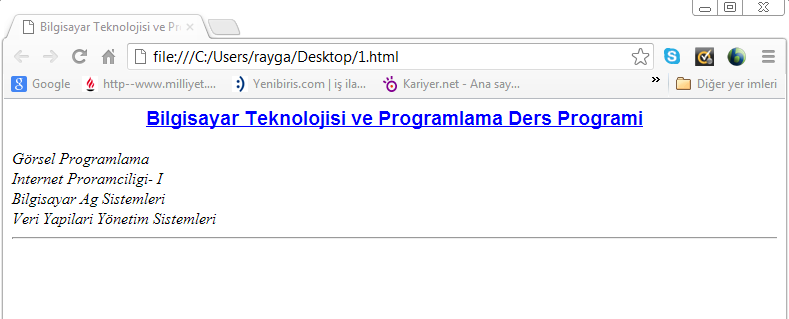 Bilgisayar Teknolojisi ve Pr
file:///C:/Users/rayga/Desktop/1.html
Google http--www.milliyet.... Yenibiris.com | iş ila... Kariyer.net - Ana say... » Diğer yer imleri
Bilgisayar Teknolojisi ve Programlama Ders Programi
Görsel Programlama
Internet Proramciligi- I
Bilgisayar Ag Sistemleri
Veri Yapilari Yönetim Sistemleri